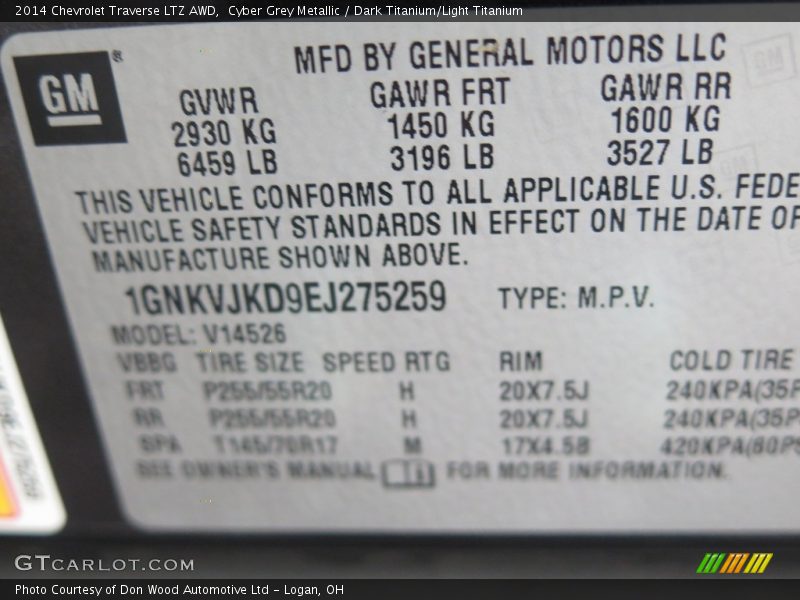 2014 Chevrolet Traverse LTZ AWD, Cyber Grey Metallic / Dark Titanium/Light Titanium
GM®
MFD BY GENERAL MOTORS LLC
GVWR GAWR FRT GAWR RR
2930 KG 1450 KG 1600 KG
6459 LB 3196 LB 3527 LB
THIS VEHICLE CONFORMS TO ALL APPLICABLE U.S. FEDE
VEHICLE SAFETY STANDARDS IN EFFECT ON THE DATE OF
MANUFACTURE SHOWN ABOVE.
1GNKVJKD9EJ275259 TYPE: M.P.V.
MODEL: V14526
VBBG TIRE SIZE SPEED RTG RIM COLD TIRE
FRT P255/55R20 H 20X7.5J 240KPA(35P
RR P255/55R20 H 20X7.5J 240KPA(35P
SPA T145/70R17 M 17X4.5B 420KPA(60PS
SEE OWNER'S MANUAL FOR MORE INFORMATION.
GTCARLOT.COM
Photo Courtesy of Don Wood Automotive Ltd - Logan, OH